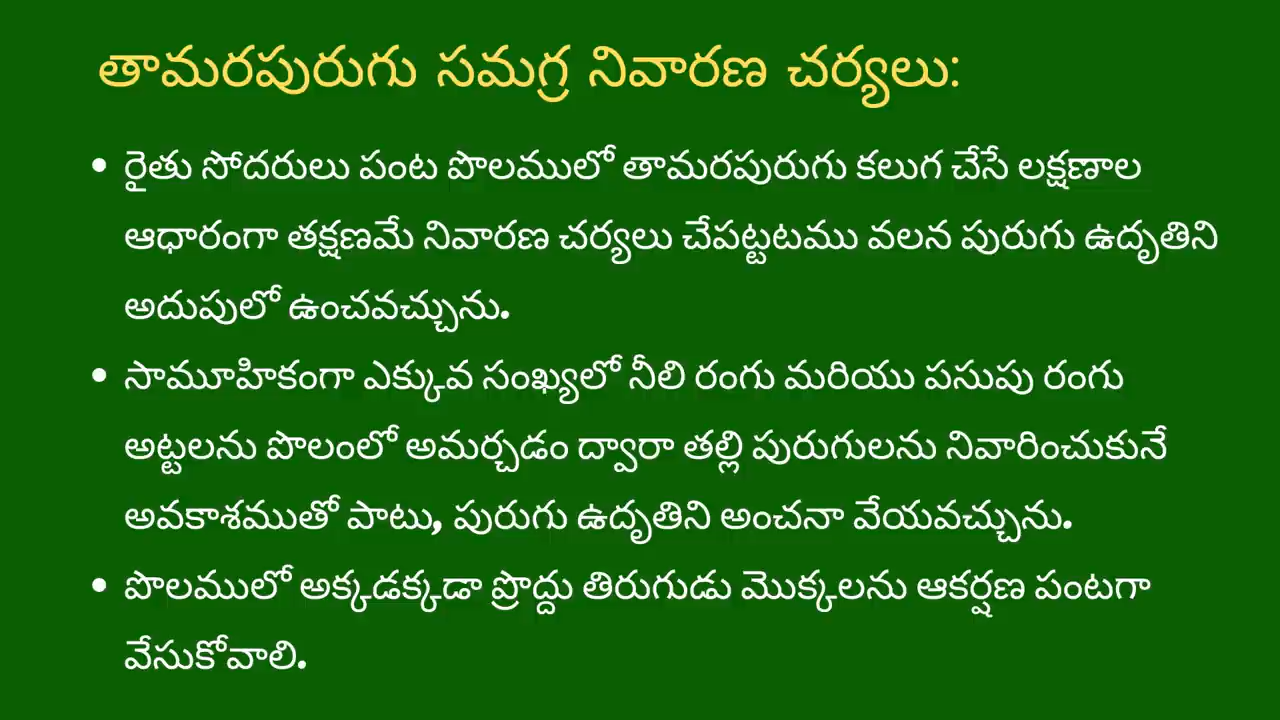 తామరపురుగు సమగ్ర నివారణ చర్యలు:
• రైతు సోదరులు పంట పొలములో తామరపురుగు కలుగ చేసే లక్షణాల
ఆధారంగా తక్షణమే నివారణ చర్యలు చేపట్టటము వలన పురుగు ఉదృతిని
అదుపులో ఉంచవచ్చును.
• సామూహికంగా ఎక్కువ సంఖ్యలో నీలి రంగు మరియు పసుపు రంగు
అట్టలను పొలంలో అమర్చడం ద్వారా తల్లి పురుగులను నివారించుకునే
అవకాశముతో పాటు, పురుగు ఉదృతిని అంచనా వేయవచ్చును.
• పొలములో అక్కడక్కడా ప్రొద్దు తిరుగుడు మొక్కలను ఆకర్షణ పంటగా
వేసుకోవాలి.